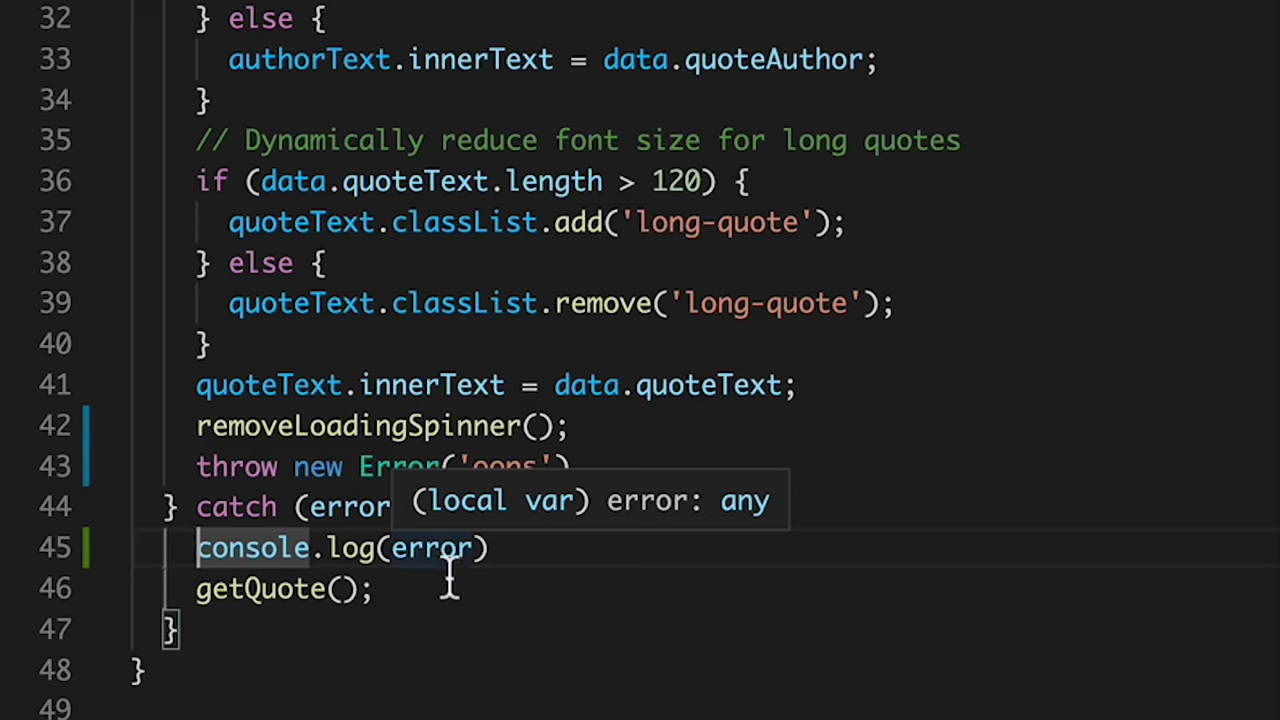 32 } else {
33 authorText.innerText = data.quoteAuthor;
34 }
35 // Dynamically reduce font size for long quotes
36 if (data.quoteText.length > 120) {
37 quoteText.classList.add('long-quote');
38 } else {
39 quoteText.classList.remove('long-quote');
40 }
41 quoteText.innerText = data.quoteText;
42 removeLoadingSpinner();
43 throw new Error('oops')
44 } catch (error
(local var) error: any
45 console.log(error)
46 getQuote();
47 }
48 }
49